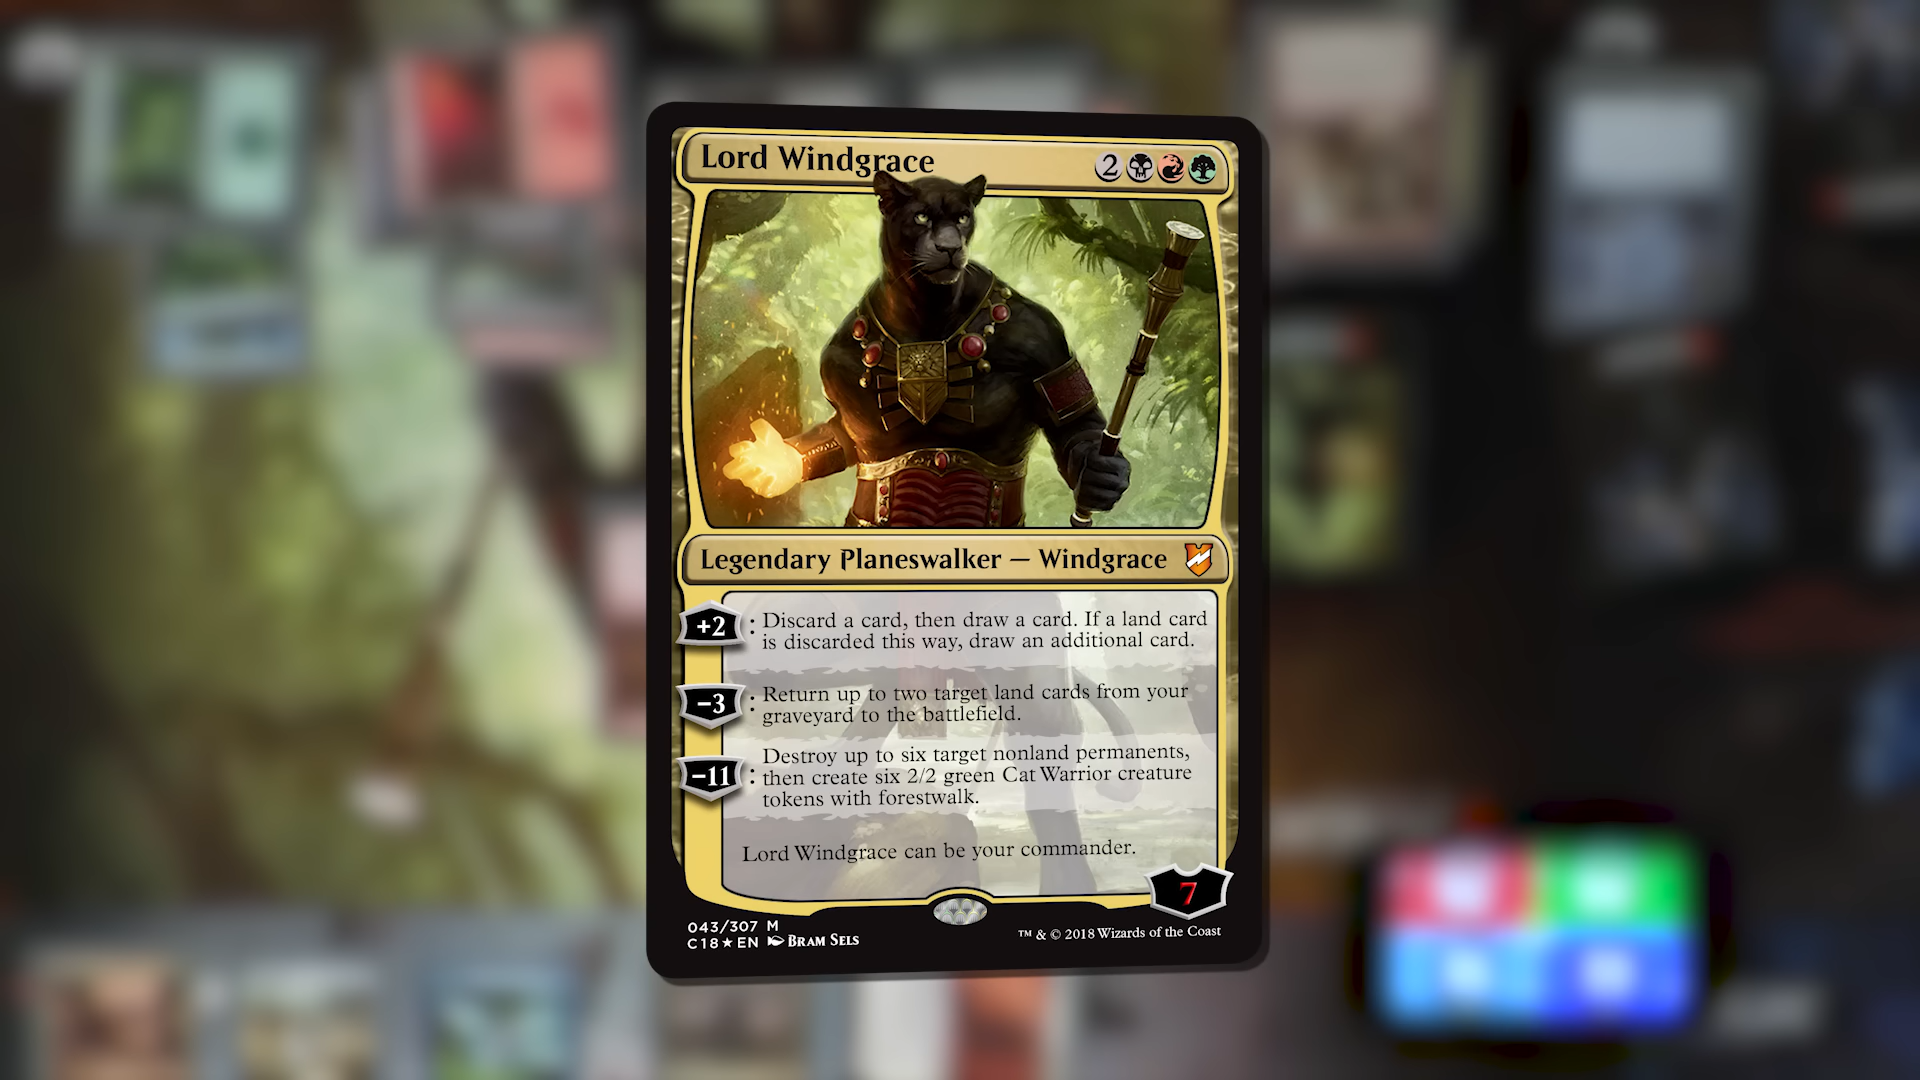 Lord Windgrace 2
Legendary Planeswalker — Windgrace
+2 : Discard a card, then draw a card. If a land card
is discarded this way, draw an additional card.
−3 : Return up to two target land cards from your
graveyard to the battlefield.
Destroy up to six target nonland permanents,
−11 : then create six 2/2 green Cat Warrior creature
tokens with forestwalk.
Lord Windgrace can be your commander.
7
043/307 M
C18★EN Bram Sels
™ & © 2018 Wizards of the Coast